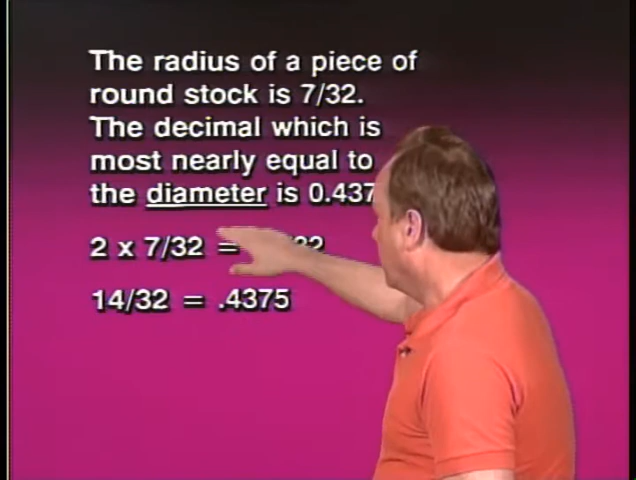 The radius of a piece of
round stock is 7/32.
The decimal which is
most nearly equal to
the diameter is 0.437
2 x 7/32 =
14/32 = .4375